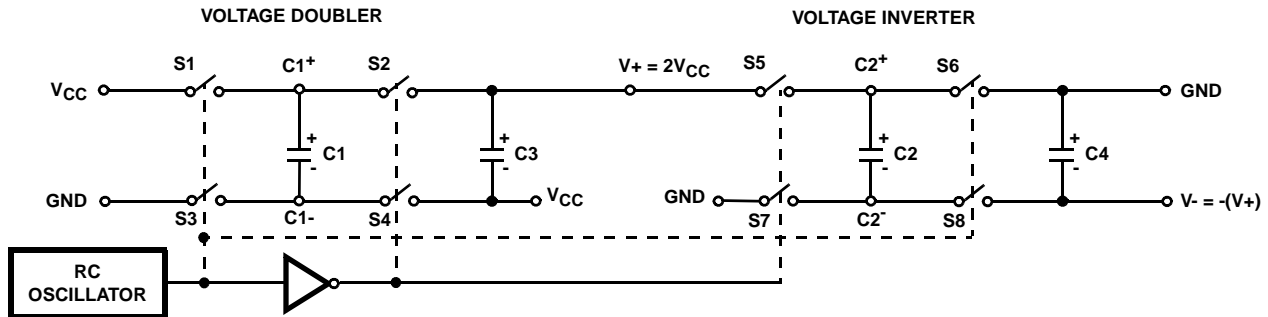 VOLTAGE DOUBLER
VOLTAGE INVERTER
S1 C1+ S2 V+ = 2VCC S5 C2+ S6
VCC GND
+ C1 - + C3 - + C2 - + C4 -
GND VCC GND V- = -(V+)
S3 C1- S4 S7 C2- S8
RC
OSCILLATOR